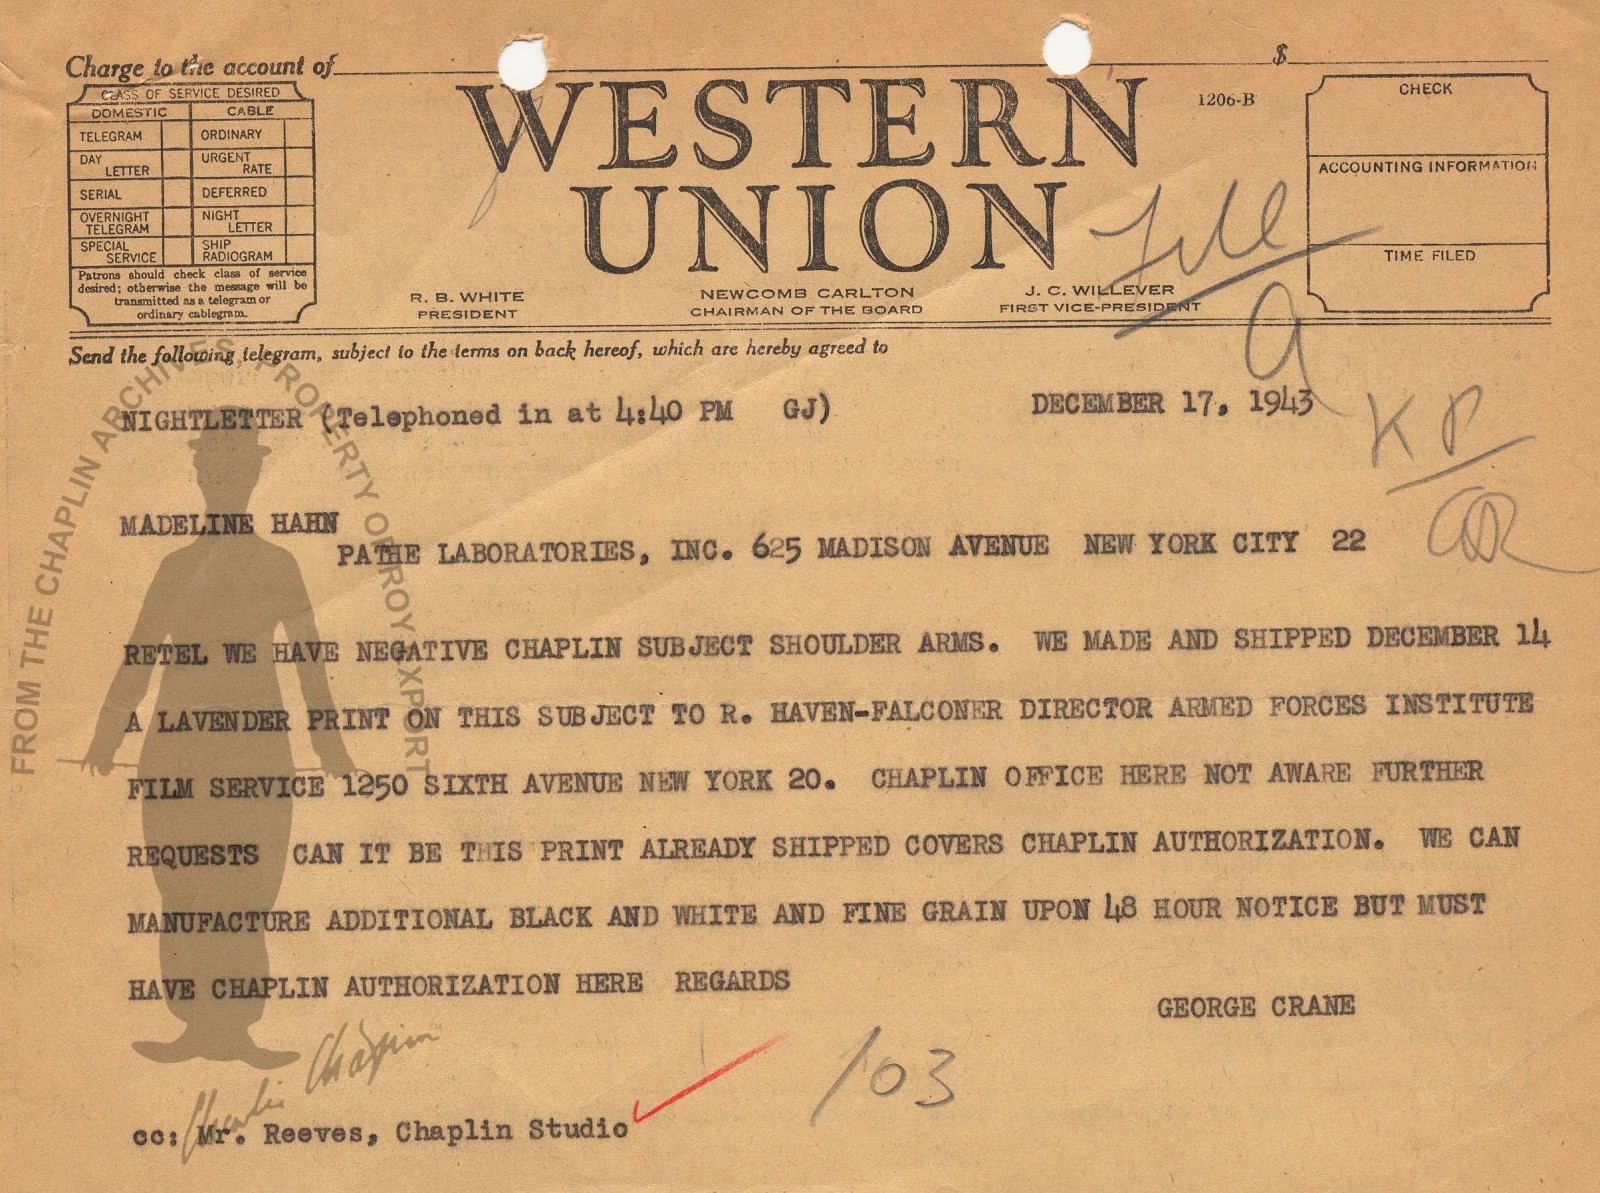 Charge to the account of
$
CLASS OF SERVICE DESIRED
DOMESTIC CABLE
TELEGRAM ORDINARY
DAY LETTER URGENT RATE
SERIAL DEFERRED
OVERNIGHT TELEGRAM NIGHT LETTER
SPECIAL SERVICE SHIP RADIOGRAM
Patrons should check class of service
desired; otherwise the message will be
transmitted as a telegram or
ordinary cablegram.
WESTERN
UNION
1206-B
CHECK
ACCOUNTING INFORMATION
TIME FILED
R. B. WHITE
PRESIDENT
NEWCOMB CARLTON
CHAIRMAN OF THE BOARD
J. C. WILLEVER
FIRST VICE-PRESIDENT
File
Send the following telegram, subject to the terms on back hereof, which are hereby agreed to
NIGHTLETTER (Telephoned in at 4:40 PM GJ) DECEMBER 17, 1943
KP
MADELINE HAHN
PATHE LABORATORIES, INC. 625 MADISON AVENUE NEW YORK CITY 22
RETEL WE HAVE NEGATIVE CHAPLIN SUBJECT SHOULDER ARMS. WE MADE AND SHIPPED DECEMBER 14
A LAVENDER PRINT ON THIS SUBJECT TO R. HAVEN-FALCONER DIRECTOR ARMED FORCES INSTITUTE
FILM SERVICE 1250 SIXTH AVENUE NEW YORK 20. CHAPLIN OFFICE HERE NOT AWARE FURTHER
REQUESTS CAN IT BE THIS PRINT ALREADY SHIPPED COVERS CHAPLIN AUTHORIZATION. WE CAN
MANUFACTURE ADDITIONAL BLACK AND WHITE AND FINE GRAIN UPON 48 HOUR NOTICE BUT MUST
HAVE CHAPLIN AUTHORIZATION HERE REGARDS
GEORGE CRANE
103
cc: Mr. Reeves, Chaplin Studio
FROM THE CHAPLIN ARCHIVES, PROPERTY OF ROY EXPORT
Charlie Chaplin